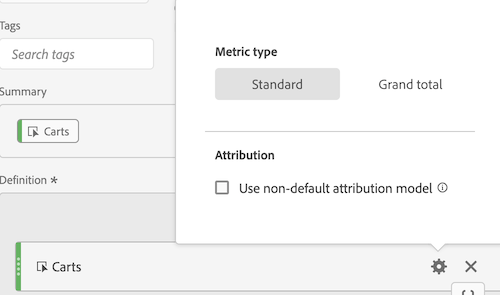 Tags
Search tags
Summary
Carts
Definition *
Metric type
Standard
Grand total
Attribution
Use non-default attribution model
Carts